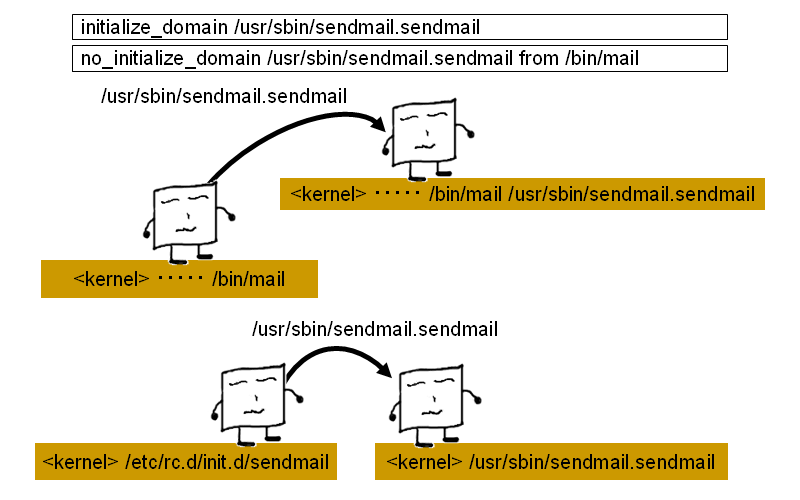 initialize_domain /usr/sbin/sendmail.sendmail
no_initialize_domain /usr/sbin/sendmail.sendmail from /bin/mail
/usr/sbin/sendmail.sendmail
<kernel> ····· /bin/mail /usr/sbin/sendmail.sendmail
<kernel> ····· /bin/mail
/usr/sbin/sendmail.sendmail
<kernel> /etc/rc.d/init.d/sendmail
<kernel> /usr/sbin/sendmail.sendmail